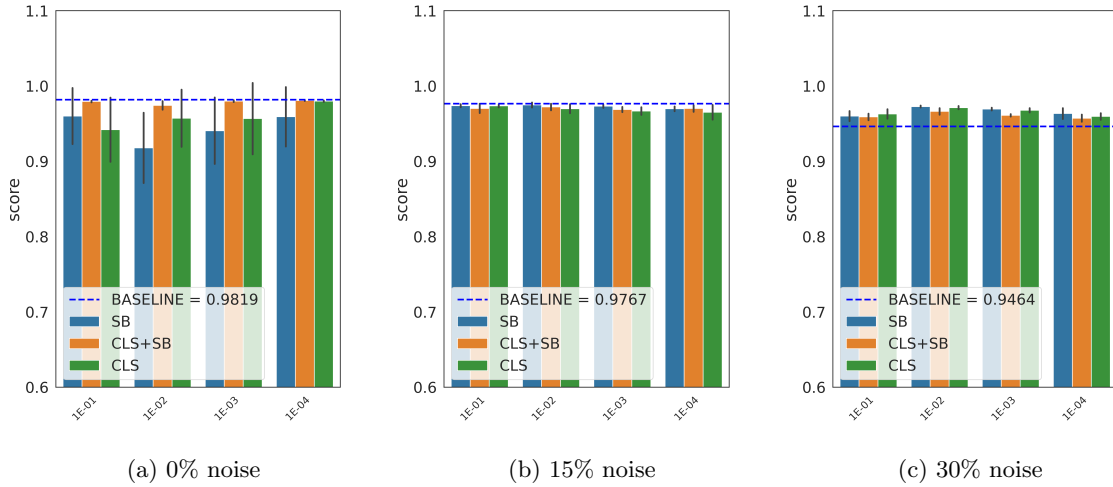 1.1
1.0
0.9
0.8
0.7
0.6
score
BASELINE = 0.9819
SB
CLS+SB
CLS
1E-01
1E-02
1E-03
1E-04
(a) 0% noise
1.1
1.0
0.9
0.8
0.7
0.6
score
BASELINE = 0.9767
SB
CLS+SB
CLS
1E-01
1E-02
1E-03
1E-04
(b) 15% noise
1.1
1.0
0.9
0.8
0.7
0.6
score
BASELINE = 0.9464
SB
CLS+SB
CLS
1E-01
1E-02
1E-03
1E-04
(c) 30% noise